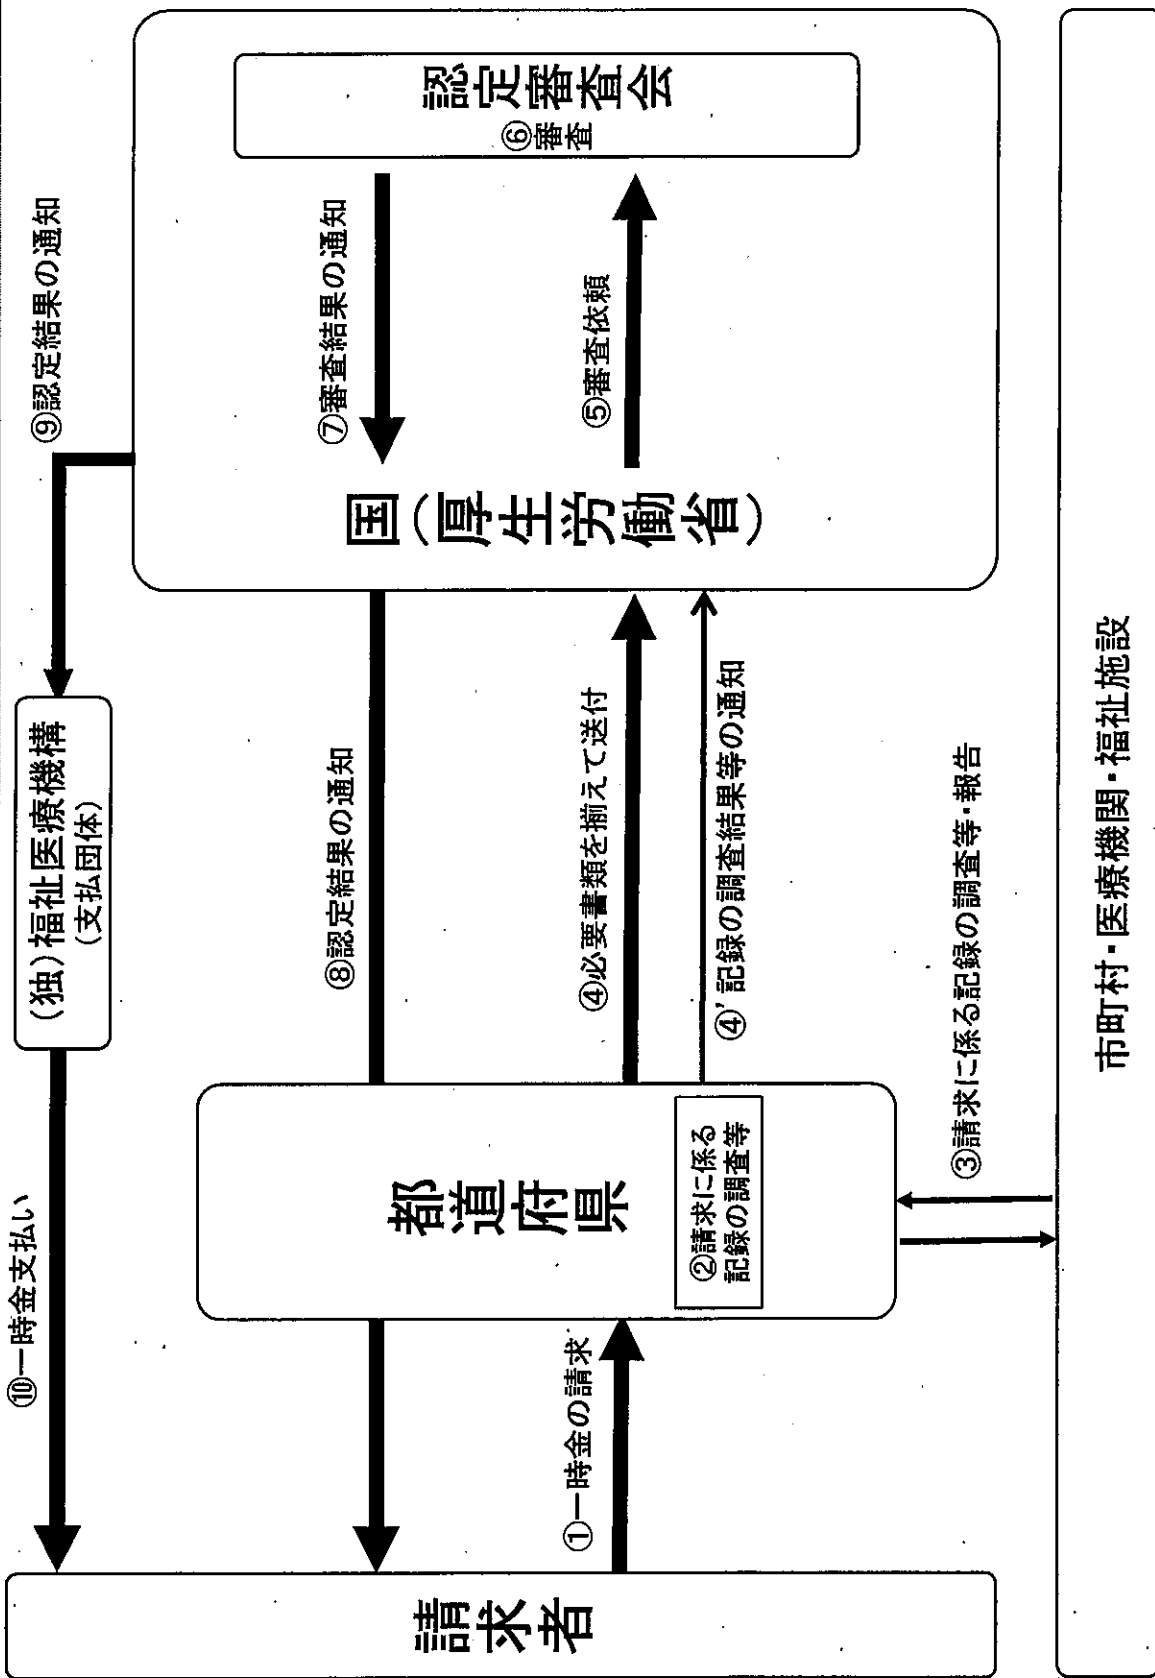 請求者
①一時金の請求
都道府県
②請求に係る
記録の調査等
③請求に係る記録の調査等・報告
市町村・医療機関・福祉施設
④必要書類を揃えて送付
④’記録の調査結果等の通知
国(厚生労働省)
⑤審査依頼
認定審査会
⑥審査
⑦審査結果の通知
⑧認定結果の通知
⑨認定結果の通知
(独)福祉医療機構
(支払団体)
⑩一時金支払い